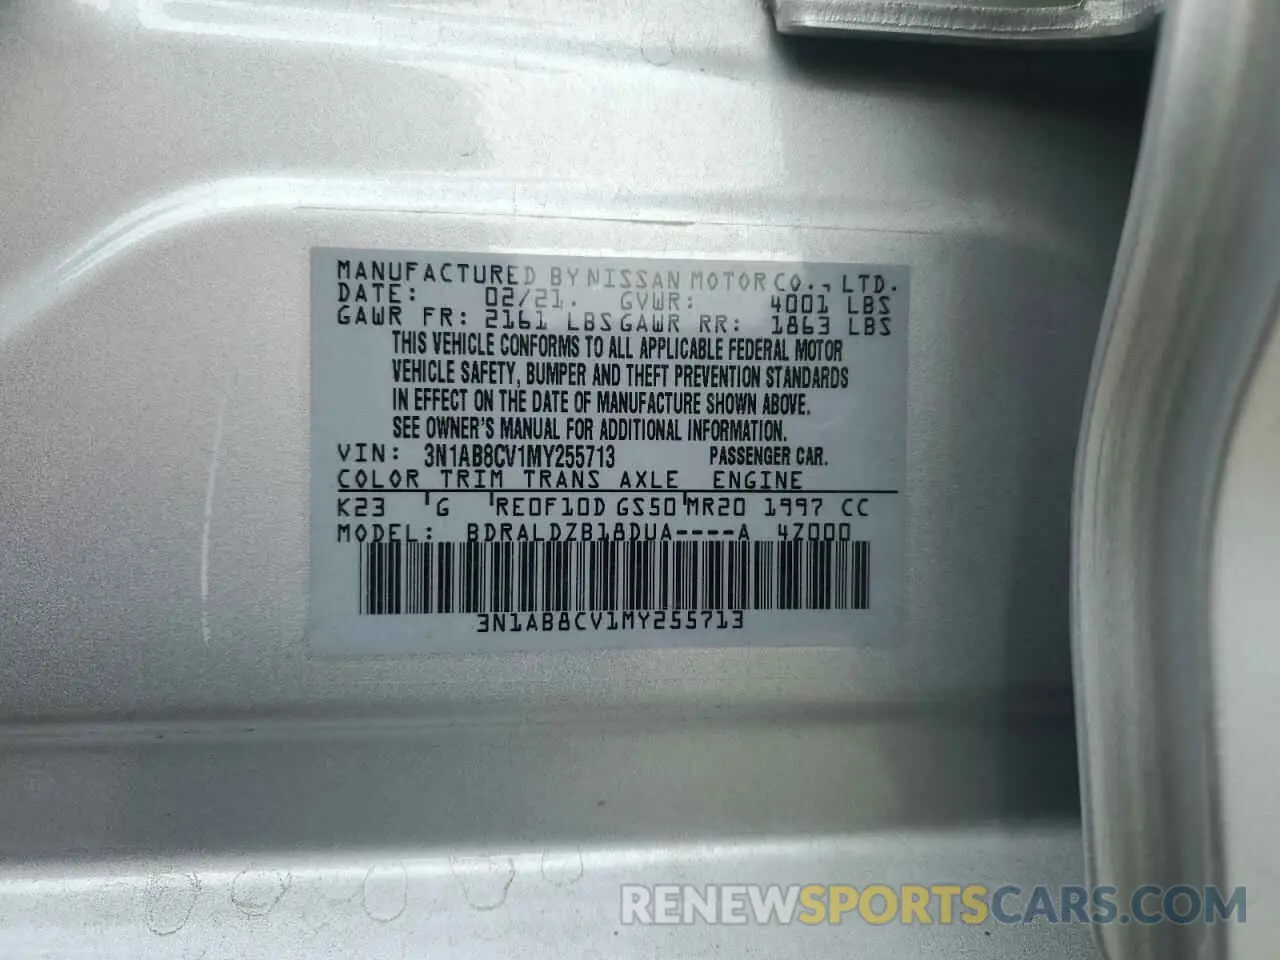 MANUFACTURED BY NISSAN MOTOR CO., LTD.
DATE: 02/21. GVWR: 4001 LBS
GAWR FR: 2161 LBS GAWR RR: 1863 LBS
THIS VEHICLE CONFORMS TO ALL APPLICABLE FEDERAL MOTOR
VEHICLE SAFETY, BUMPER AND THEFT PREVENTION STANDARDS
IN EFFECT ON THE DATE OF MANUFACTURE SHOWN ABOVE.
SEE OWNER'S MANUAL FOR ADDITIONAL INFORMATION.
VIN: 3N1AB8CV1MY255713 PASSENGER CAR.
COLOR TRIM TRANS AXLE ENGINE
K23 G RE0F10D GS50 MR20 1997 CC
MODEL: BDRALDZB18DUA----A 4Z000
3N1AB8CV1MY255713
RENEWSPORTSCARS.COM